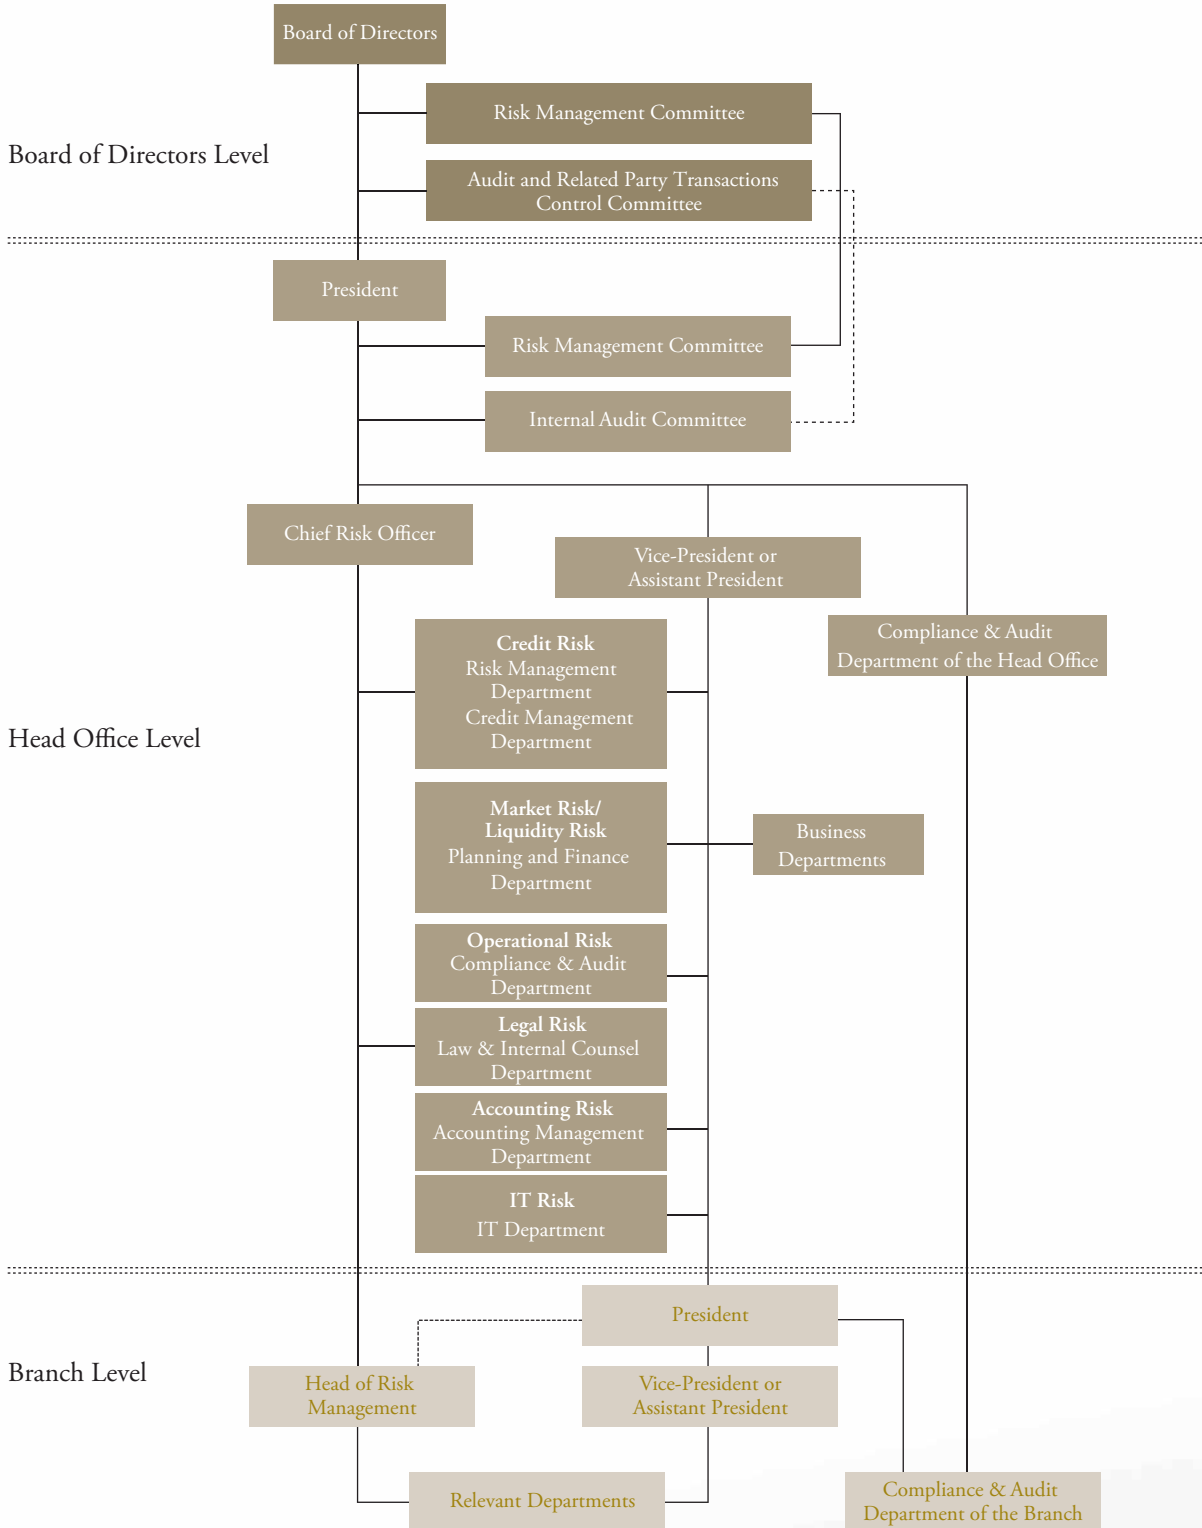 Board of Directors
Risk Management Committee
Board of Directors Level
Audit and Related Party Transactions
Control Committee
President
Risk Management Committee
Internal Audit Committee
Chief Risk Officer
Vice-President or
Assistant President
Compliance & Audit
Department of the Head Office
Credit Risk
Risk Management
Department
Credit Management
Department
Head Office Level
Market Risk/
Liquidity Risk
Planning and Finance
Department
Business
Departments
Operational Risk
Compliance & Audit
Department
Legal Risk
Law & Internal Counsel
Department
Accounting Risk
Accounting Management
Department
IT Risk
IT Department
President
Branch Level
Head of Risk
Management
Vice-President or
Assistant President
Relevant Departments
Compliance & Audit
Department of the Branch